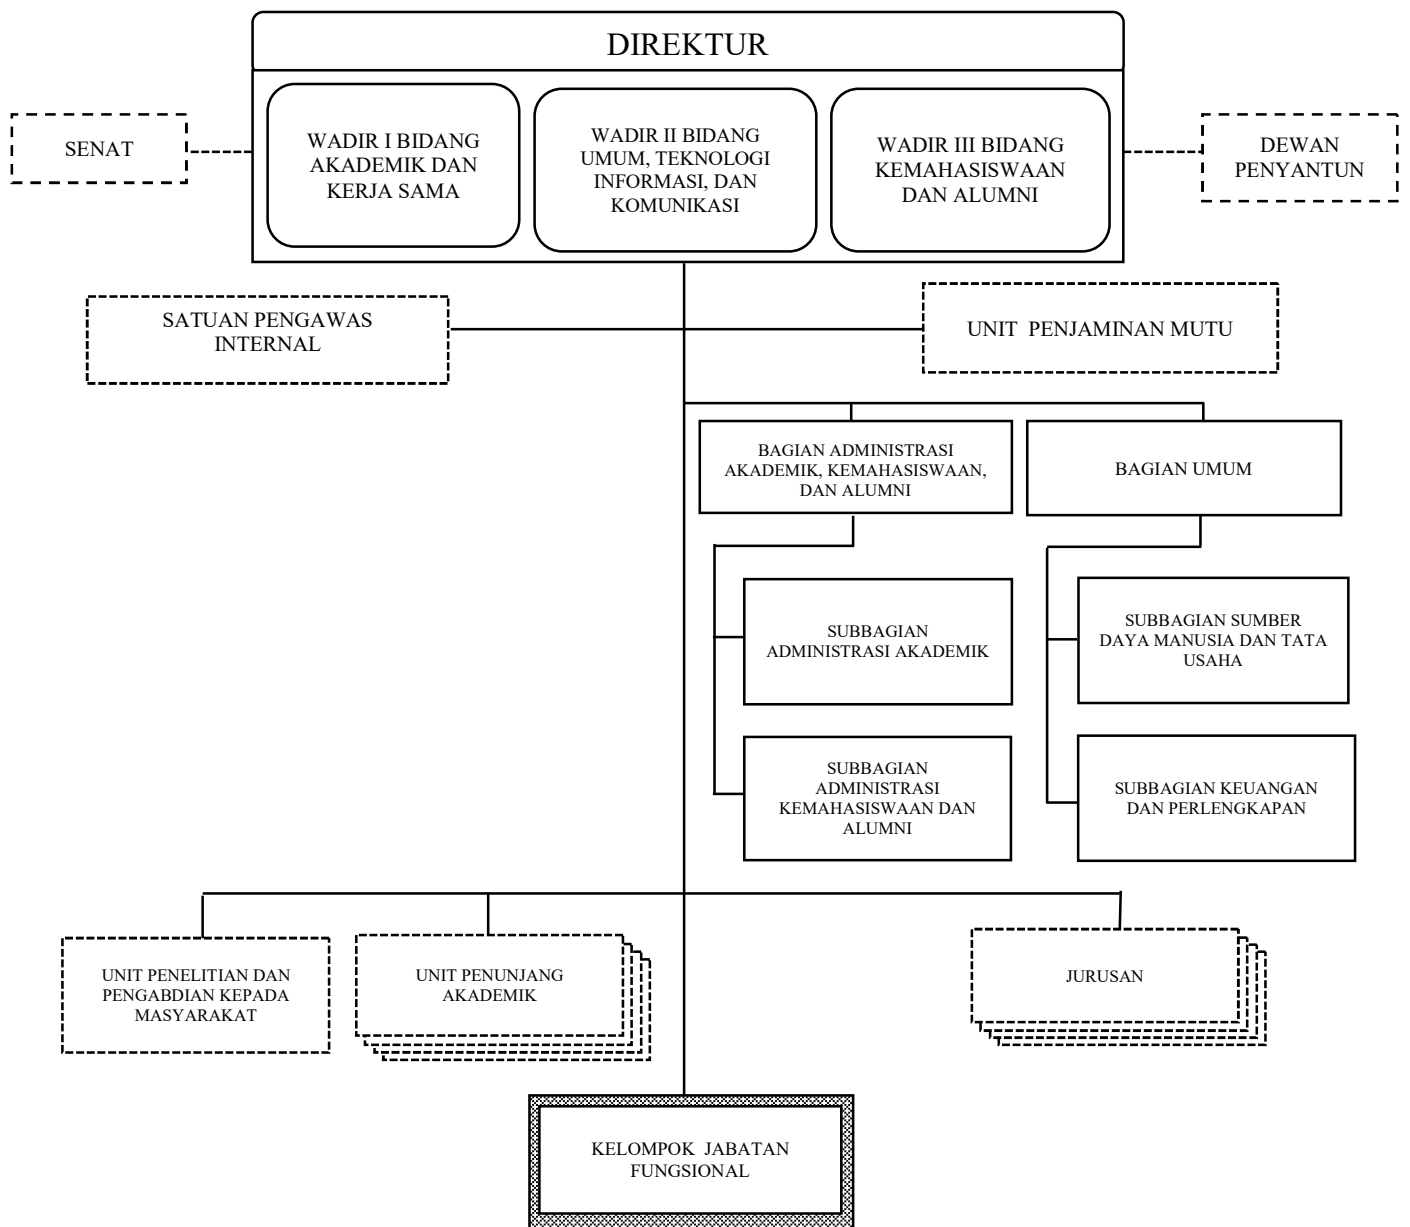 DIREKTUR
SENAT
WADIR I BIDANG
AKADEMIK DAN
KERJA SAMA
WADIR II BIDANG
UMUM, TEKNOLOGI
INFORMASI, DAN
KOMUNIKASI
WADIR III BIDANG
KEMAHASISWAAN
DAN ALUMNI
DEWAN
PENYANTUN
SATUAN PENGAWAS
INTERNAL
UNIT PENJAMINAN MUTU
BAGIAN ADMINISTRASI
AKADEMIK, KEMAHASISWAAN,
DAN ALUMNI
BAGIAN UMUM
SUBBAGIAN
ADMINISTRASI AKADEMIK
SUBBAGIAN SUMBER
DAYA MANUSIA DAN TATA
USAHA
SUBBAGIAN
ADMINISTRASI
KEMAHASISWAAN DAN
ALUMNI
SUBBAGIAN KEUANGAN
DAN PERLENGKAPAN
UNIT PENELITIAN DAN
PENGABDIAN KEPADA
MASYARAKAT
UNIT PENUNJANG
AKADEMIK
JURUSAN
KELOMPOK JABATAN
FUNGSIONAL